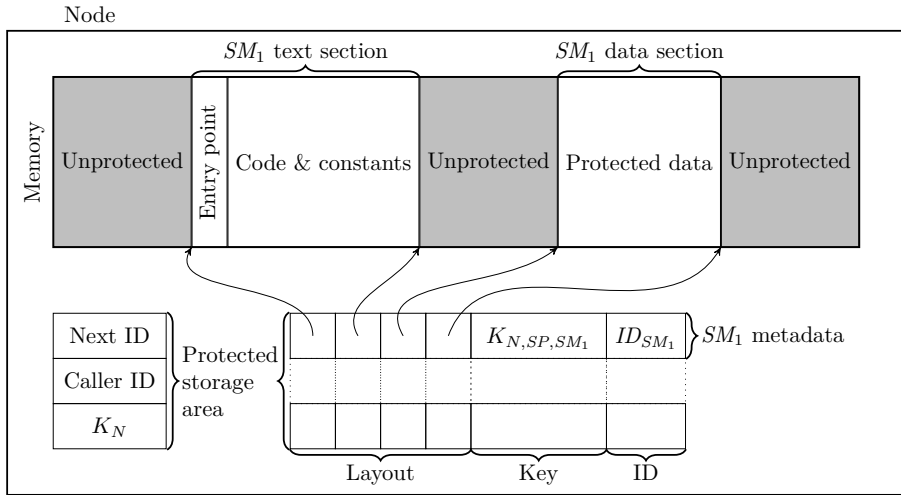 Node
SM₁ text section
SM₁ data section
Memory
Unprotected
Entry point
Code & constants
Unprotected
Protected data
Unprotected
Next ID
Caller ID
K_N
Protected
storage
area
K_{N,SP,SM₁}
ID_{SM₁}
SM₁ metadata
Layout
Key
ID